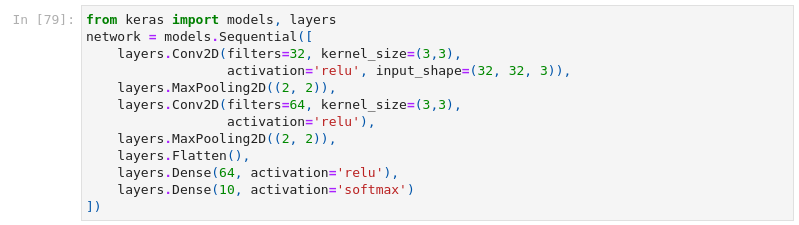 In [79]: from keras import models, layers
network = models.Sequential([
    layers.Conv2D(filters=32, kernel_size=(3,3),
                  activation='relu', input_shape=(32, 32, 3)),
    layers.MaxPooling2D((2, 2)),
    layers.Conv2D(filters=64, kernel_size=(3,3),
                  activation='relu'),
    layers.MaxPooling2D((2, 2)),
    layers.Flatten(),
    layers.Dense(64, activation='relu'),
    layers.Dense(10, activation='softmax')
])